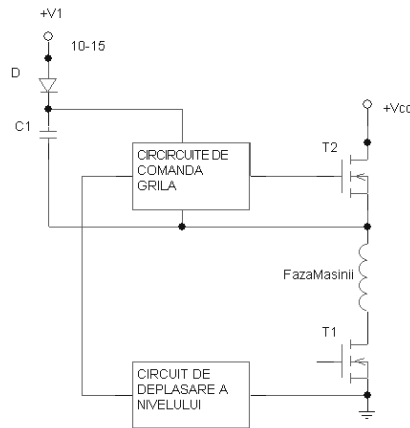 +V1
10-15
D
C1
+Vcc
CIRCIRCUITE DE
COMANDA
GRILA
T2
FazaMasinii
T1
CIRCUIT DE
DEPLASARE A
NIVELULUI